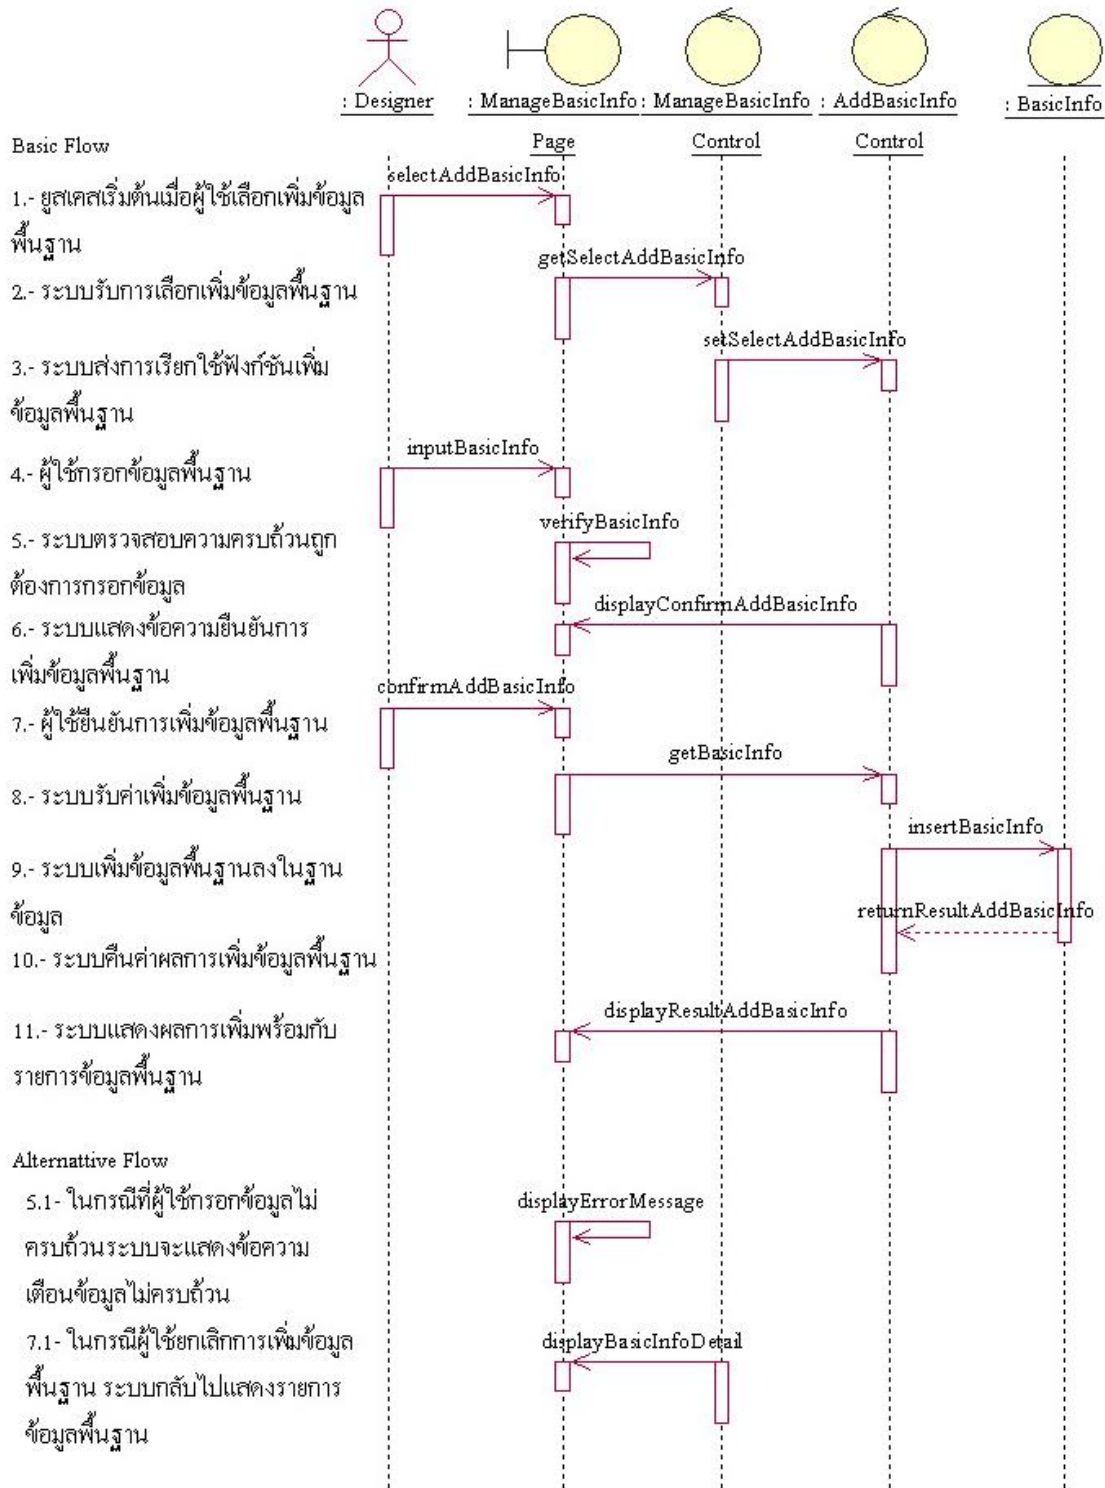 : Designer
: ManageBasicInfo
Page
: ManageBasicInfo
Control
: AddBasicInfo
Control
: BasicInfo
Basic Flow
selectAddBasicInfo
1.- ยูสเคสเริ่มต้นเมื่อผู้ใช้เลือกเพิ่มข้อมูล
พื้นฐาน
getSelectAddBasicInfo
2.- ระบบรับการเลือกเพิ่มข้อมูลพื้นฐาน
setSelectAddBasicInfo
3.- ระบบส่งการเรียกใช้ฟังก์ชันเพิ่ม
ข้อมูลพื้นฐาน
inputBasicInfo
4.- ผู้ใช้กรอกข้อมูลพื้นฐาน
verifyBasicInfo
5.- ระบบตรวจสอบความครบถ้วนถูก
ต้องการกรอกข้อมูล
displayConfirmAddBasicInfo
6.- ระบบแสดงข้อความยืนยันการ
เพิ่มข้อมูลพื้นฐาน
confirmAddBasicInfo
7.- ผู้ใช้ยืนยันการเพิ่มข้อมูลพื้นฐาน
getBasicInfo
8.- ระบบรับค่าเพิ่มข้อมูลพื้นฐาน
insertBasicInfo
9.- ระบบเพิ่มข้อมูลพื้นฐานลงในฐาน
ข้อมูล
returnResultAddBasicInfo
10.- ระบบคืนค่าผลการเพิ่มข้อมูลพื้นฐาน
displayResultAddBasicInfo
11.- ระบบแสดงผลการเพิ่มพร้อมกับ
รายการข้อมูลพื้นฐาน
Alternattive Flow
5.1- ในกรณีที่ผู้ใช้กรอกข้อมูลไม่
ครบถ้วนระบบจะแสดงข้อความ
เตือนข้อมูลไม่ครบถ้วน
displayErrorMessage
7.1- ในกรณีผู้ใช้ยกเลิกการเพิ่มข้อมูล
พื้นฐาน ระบบกลับไปแสดงรายการ
ข้อมูลพื้นฐาน
displayBasicInfoDetail